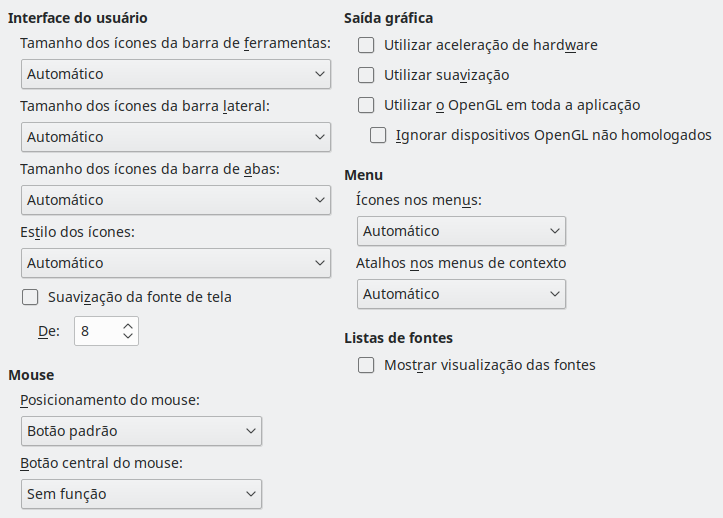 Interface do usuário
Tamanho dos ícones da barra de ferramentas:
Automático
Tamanho dos ícones da barra lateral:
Automático
Tamanho dos ícones da barra de abas:
Automático
Estilo dos ícones:
Automático
Suavização da fonte de tela
De: 8
Mouse
Posicionamento do mouse:
Botão padrão
Botão central do mouse:
Sem função
Saída gráfica
Utilizar aceleração de hardware
Utilizar suavização
Utilizar o OpenGL em toda a aplicação
Ignorar dispositivos OpenGL não homologados
Menu
Ícones nos menus:
Automático
Atalhos nos menus de contexto
Automático
Listas de fontes
Mostrar visualização das fontes